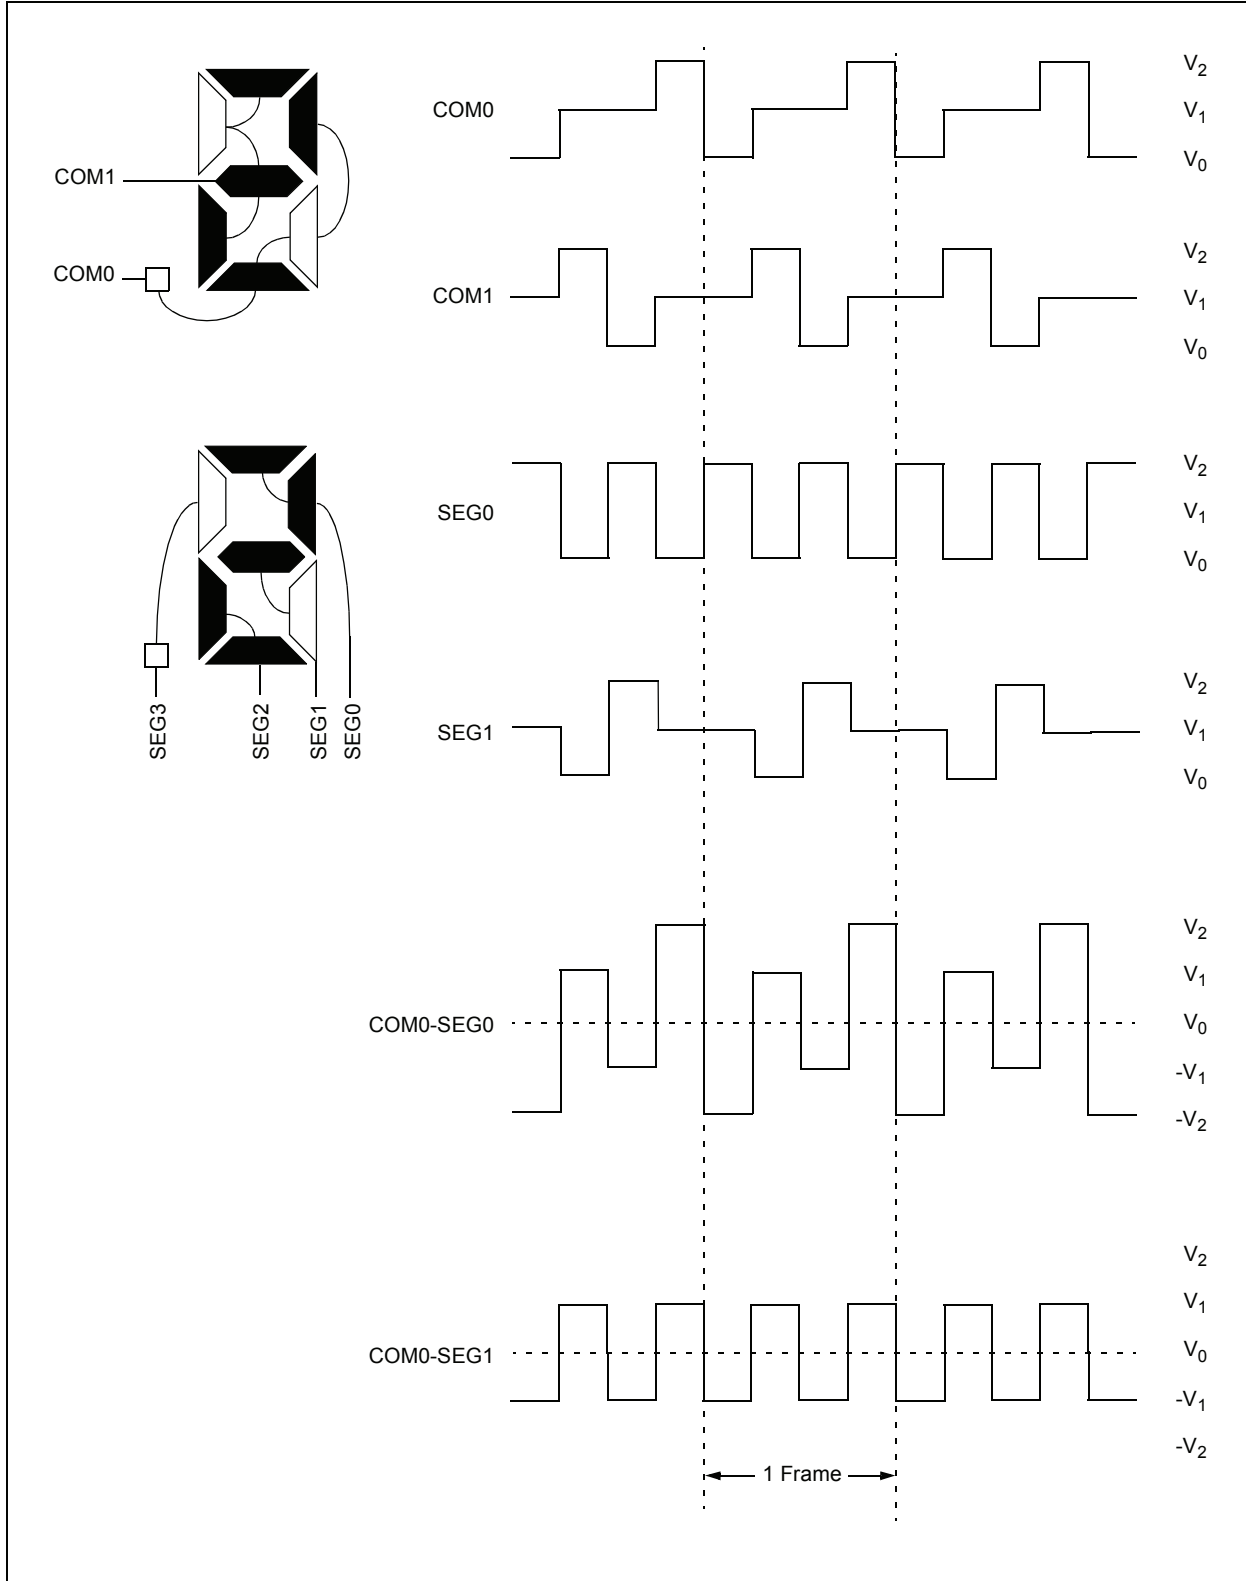 COM1
COM0
SEG3
SEG2
SEG1
SEG0
COM0
V₂
V₁
V₀
COM1
V₂
V₁
V₀
SEG0
V₂
V₁
V₀
SEG1
V₂
V₁
V₀
COM0-SEG0
V₂
V₁
V₀
-V₁
-V₂
COM0-SEG1
V₂
V₁
V₀
-V₁
-V₂
1 Frame